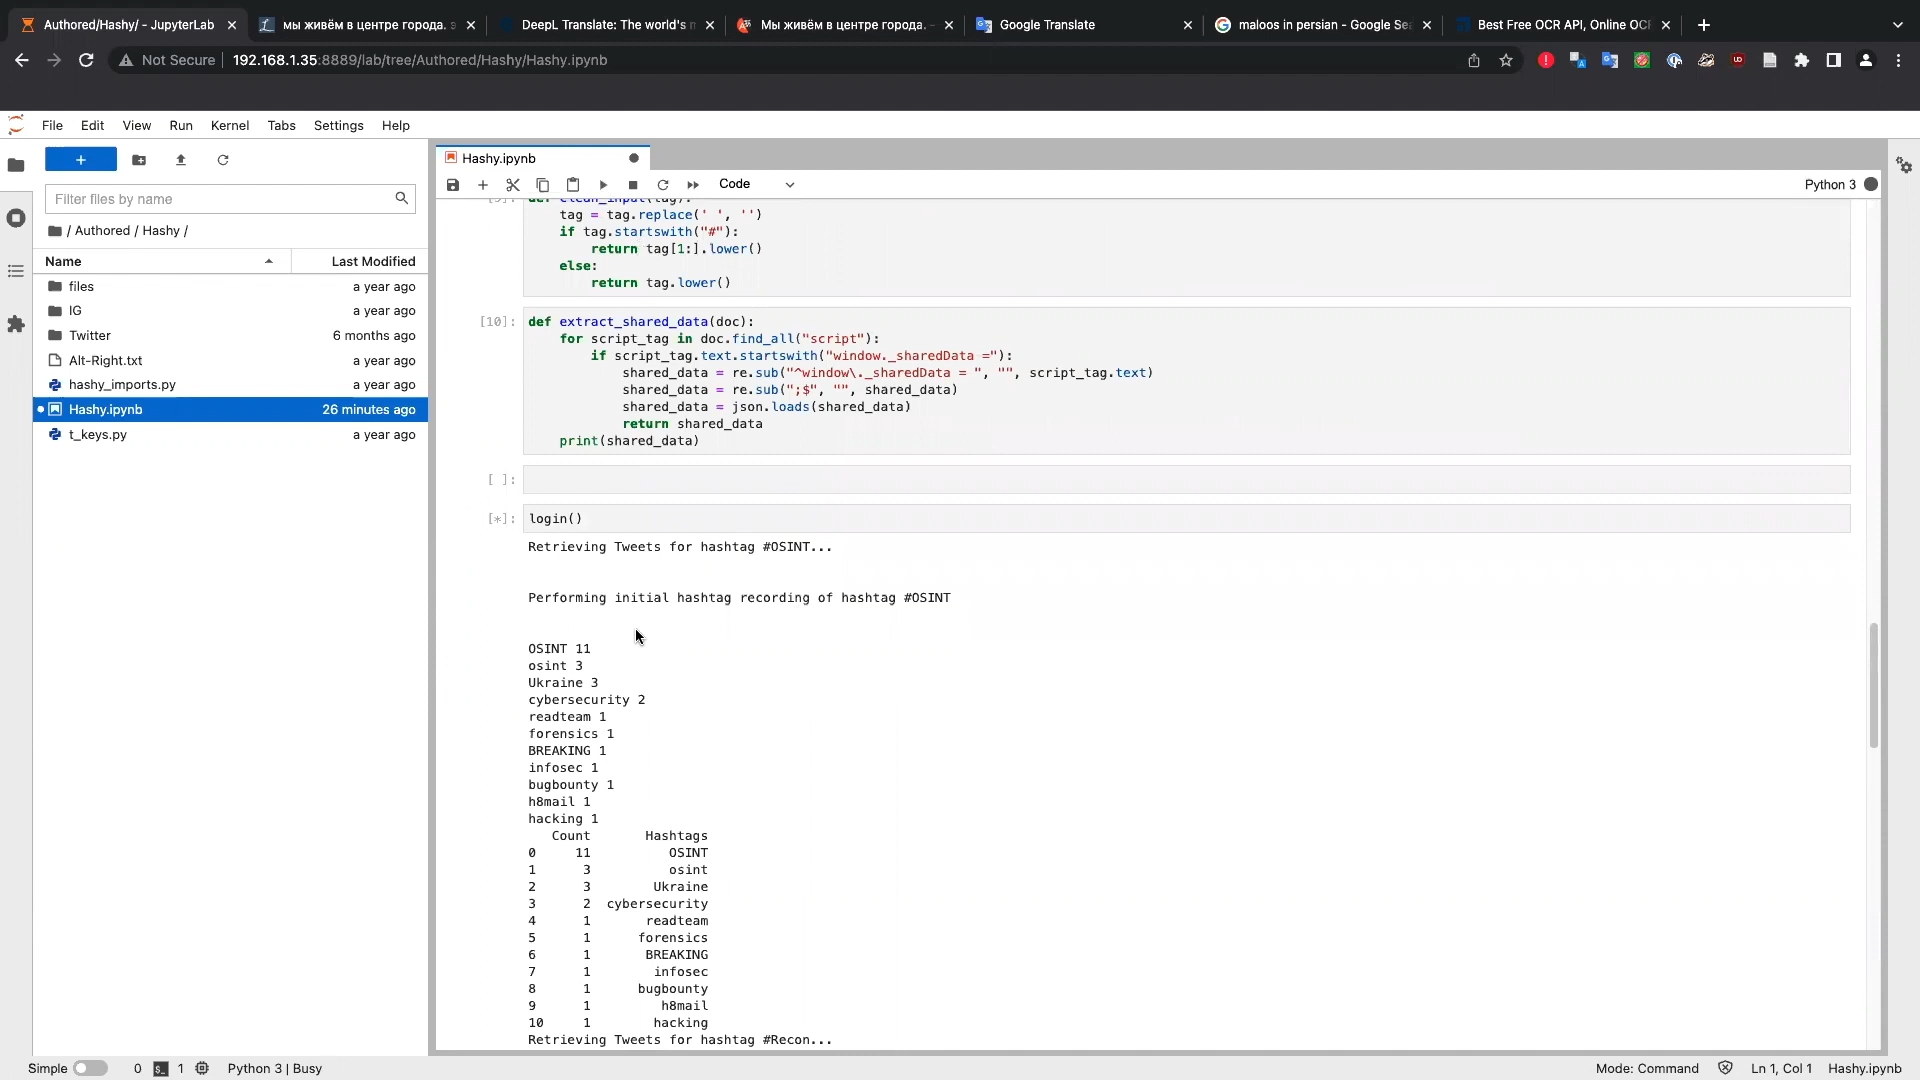 Authored/Hashy/ - JupyterLab
мы живём в центре города.
DeepL Translate: The world's
Мы живём в центре города. -
Google Translate
maloos in persian - Google Se
Best Free OCR API, Online OC
Not Secure 192.168.1.35:8889/lab/tree/Authored/Hashy/Hashy.ipynb
File Edit View Run Kernel Tabs Settings Help
Filter files by name
/ Authored / Hashy /
Name Last Modified
files a year ago
IG a year ago
Twitter 6 months ago
Alt-Right.txt a year ago
hashy_imports.py a year ago
Hashy.ipynb 26 minutes ago
t_keys.py a year ago
Hashy.ipynb
Code
Python 3
def clean_input(tag):
tag = tag.replace(' ', '')
if tag.startswith("#"):
return tag[1:].lower()
else:
return tag.lower()
[10]: def extract_shared_data(doc):
for script_tag in doc.find_all("script"):
if script_tag.text.startswith("window._sharedData ="):
shared_data = re.sub("^window\._sharedData = ", "", script_tag.text)
shared_data = re.sub(";$", "", shared_data)
shared_data = json.loads(shared_data)
return shared_data
print(shared_data)
[ ]:
[*]: login()
Retrieving Tweets for hashtag #OSINT...
Performing initial hashtag recording of hashtag #OSINT
OSINT 11
osint 3
Ukraine 3
cybersecurity 2
readteam 1
forensics 1
BREAKING 1
infosec 1
bugbounty 1
h8mail 1
hacking 1
Count Hashtags
0 11 OSINT
1 3 osint
2 3 Ukraine
3 2 cybersecurity
4 1 readteam
5 1 forensics
6 1 BREAKING
7 1 infosec
8 1 bugbounty
9 1 h8mail
10 1 hacking
Retrieving Tweets for hashtag #Recon...
Simple 0 1 Python 3 | Busy
Mode: Command Ln 1, Col 1 Hashy.ipynb